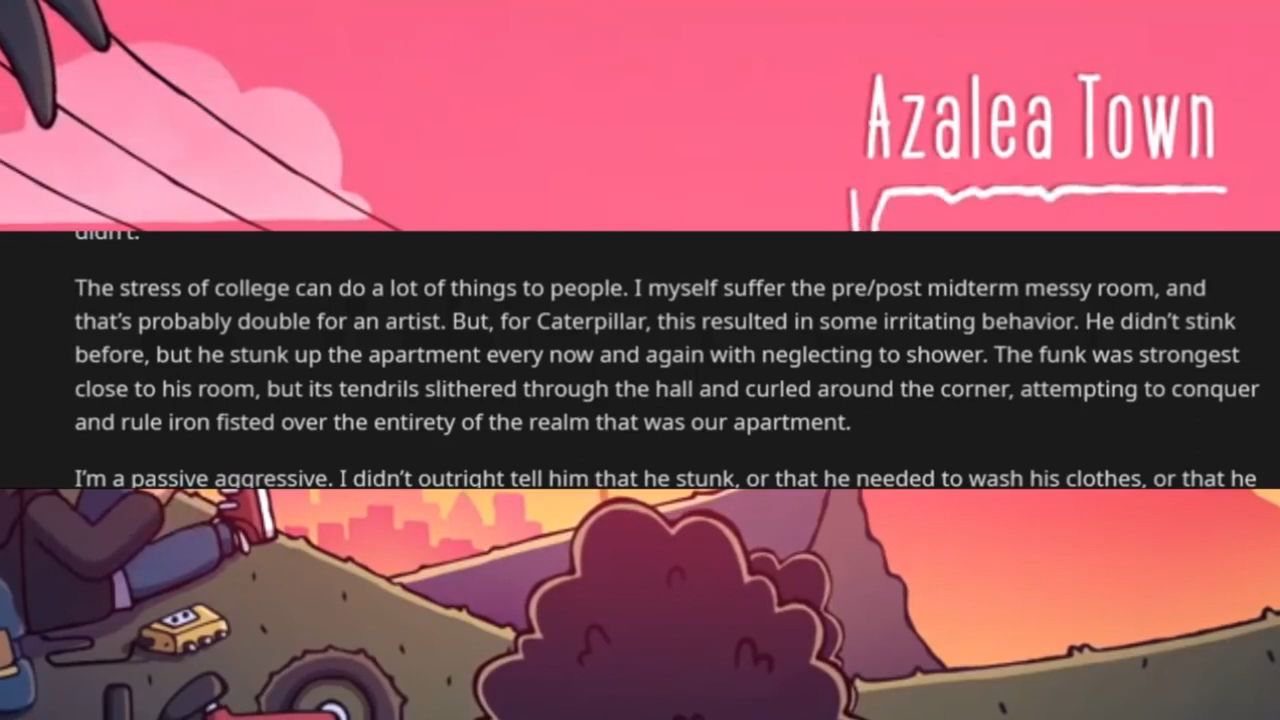 Azalea Town
didn't.
The stress of college can do a lot of things to people. I myself suffer the pre/post midterm messy room, and
that's probably double for an artist. But, for Caterpillar, this resulted in some irritating behavior. He didn't stink
before, but he stunk up the apartment every now and again with neglecting to shower. The funk was strongest
close to his room, but its tendrils slithered through the hall and curled around the corner, attempting to conquer
and rule iron fisted over the entirety of the realm that was our apartment.
I'm a passive aggressive. I didn't outright tell him that he stunk, or that he needed to wash his clothes, or that he